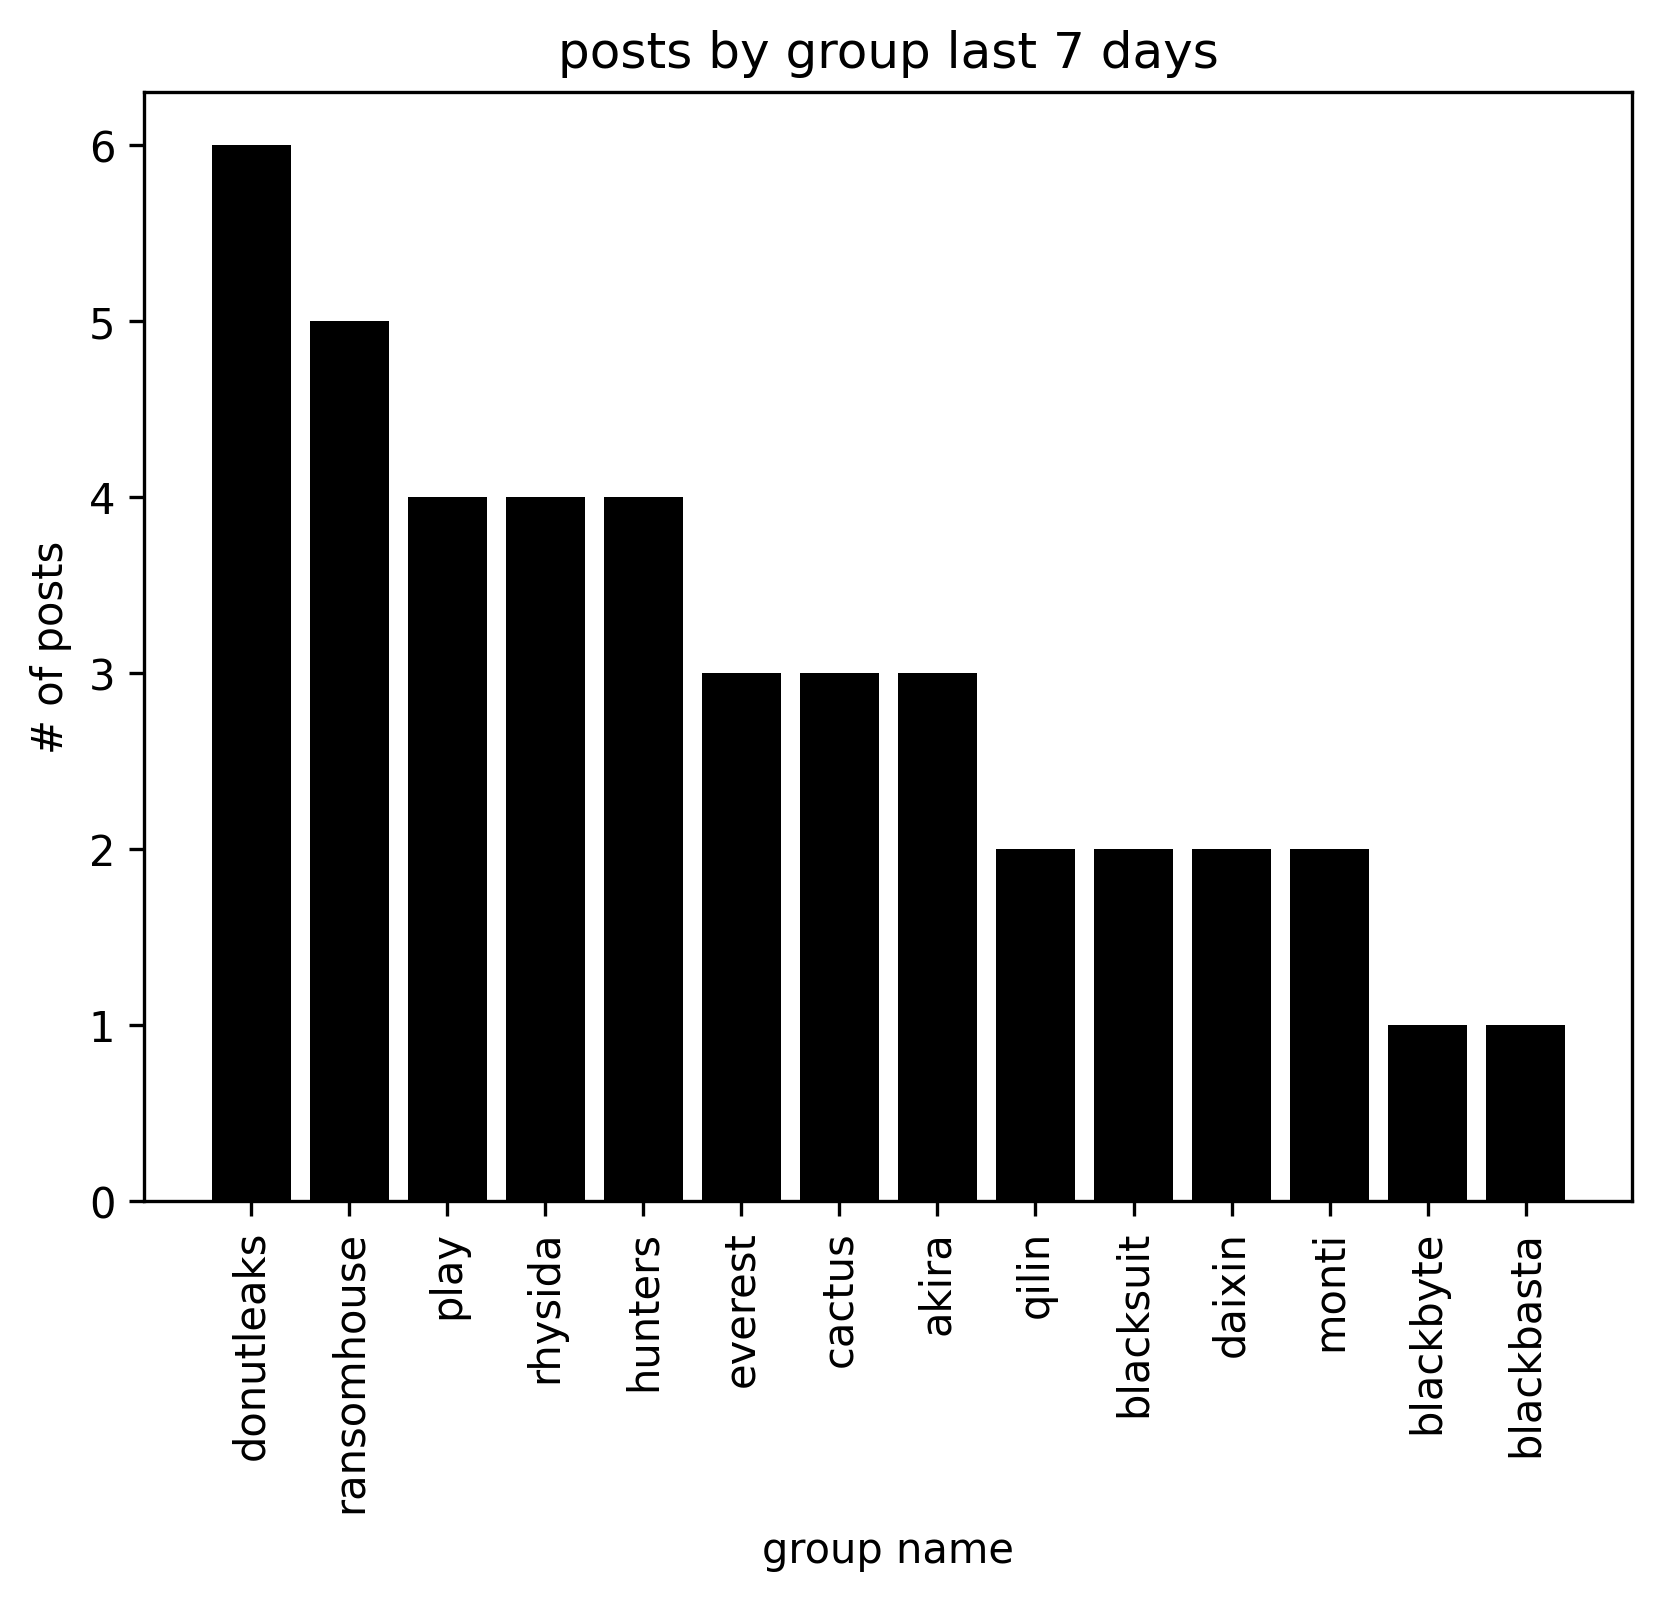 posts by group last 7 days
6
5
4
3
2
1
0
# of posts
donutleaks
ransomhouse
play
rhysida
hunters
everest
cactus
akira
qilin
blacksuit
daixin
monti
blackbyte
blackbasta
group name